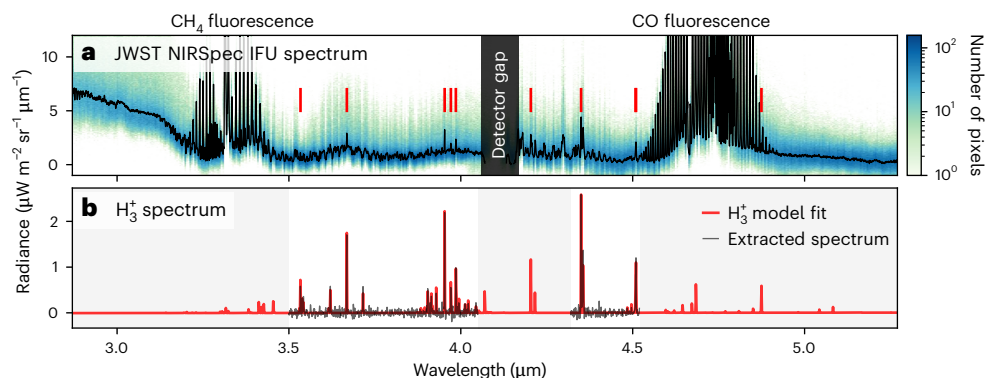 CH₄ fluorescence
CO fluorescence
a JWST NIRSpec IFU spectrum
Detector gap
10
5
0
10²
10¹
10⁰
Number of pixels
Radiance (μW m⁻² sr⁻¹ μm⁻¹)
b H₃⁺ spectrum
H₃⁺ model fit
Extracted spectrum
2
1
0
3.0 3.5 4.0 4.5 5.0
Wavelength (μm)